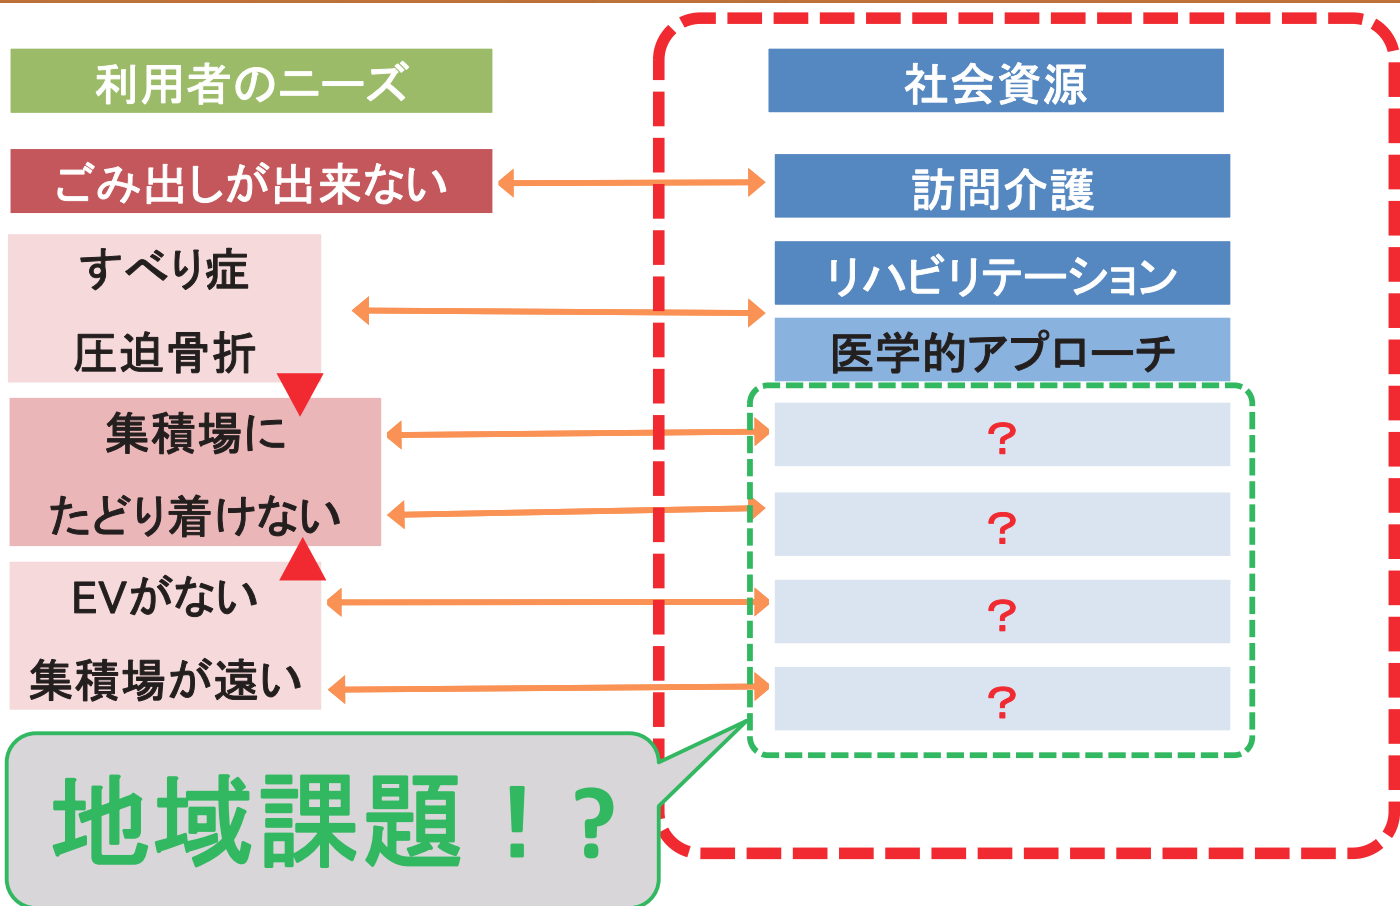 利用者のニーズ
社会資源
ごみ出しが出来ない
訪問介護
すべり症
圧迫骨折
リハビリテーション
医学的アプローチ
集積場に
たどり着けない
?
?
EVがない
集積場が遠い
?
?
地域課題!?